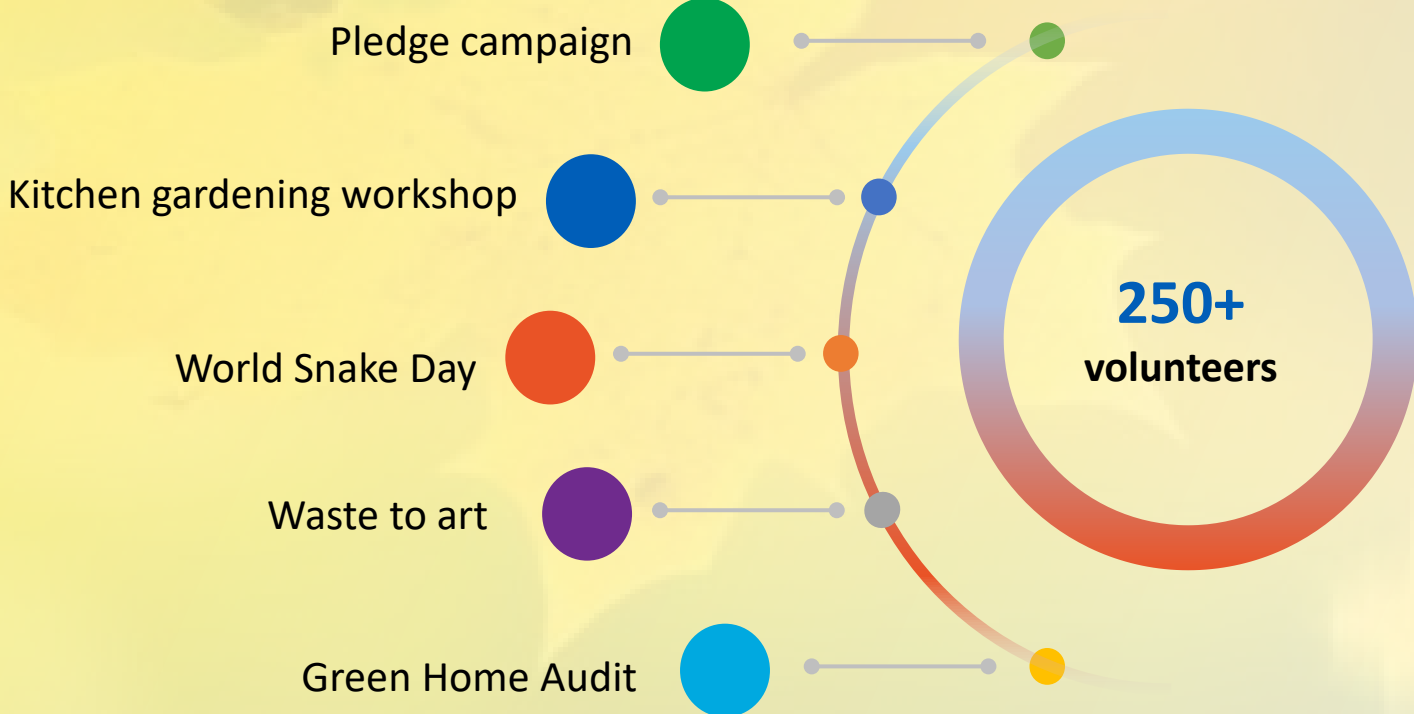 Pledge campaign
Kitchen gardening workshop
World Snake Day
Waste to art
Green Home Audit
250+
volunteers